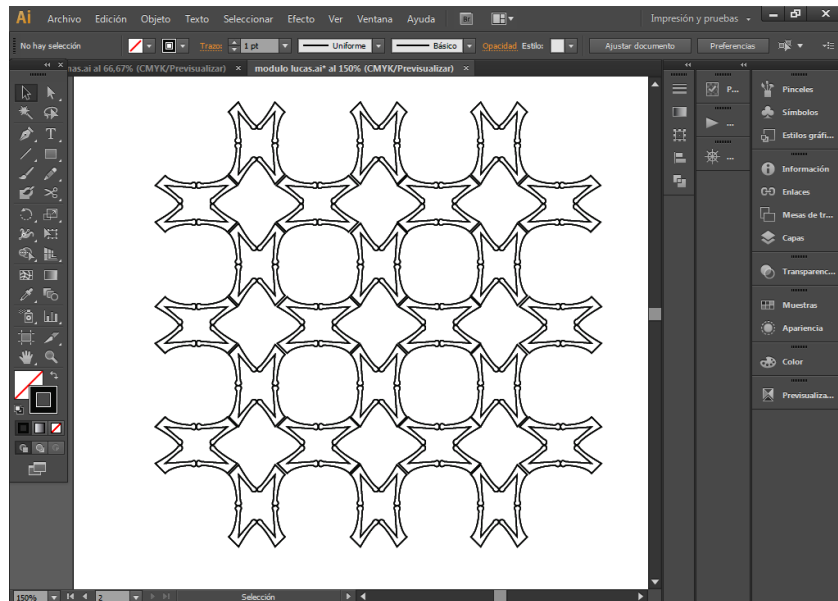 Ai Archivo Edición Objeto Texto Seleccionar Efecto Ver Ventana Ayuda Br Impresión y pruebas
No hay selección Trazo: 1 pt Uniforme Básico Opacidad Estilo: Ajustar documento Preferencias
al 66,67% (CMYK/Previsualizar) × modulo lucas.ai* al 150% (CMYK/Previsualizar) ×
P... Pinceles
... Símbolos
Estilos gráfi...
... Información
Enlaces
Mesas de tr...
Capas
Transparenc...
Muestras
Apariencia
Color
Previsualiza...
150% 2 Selección